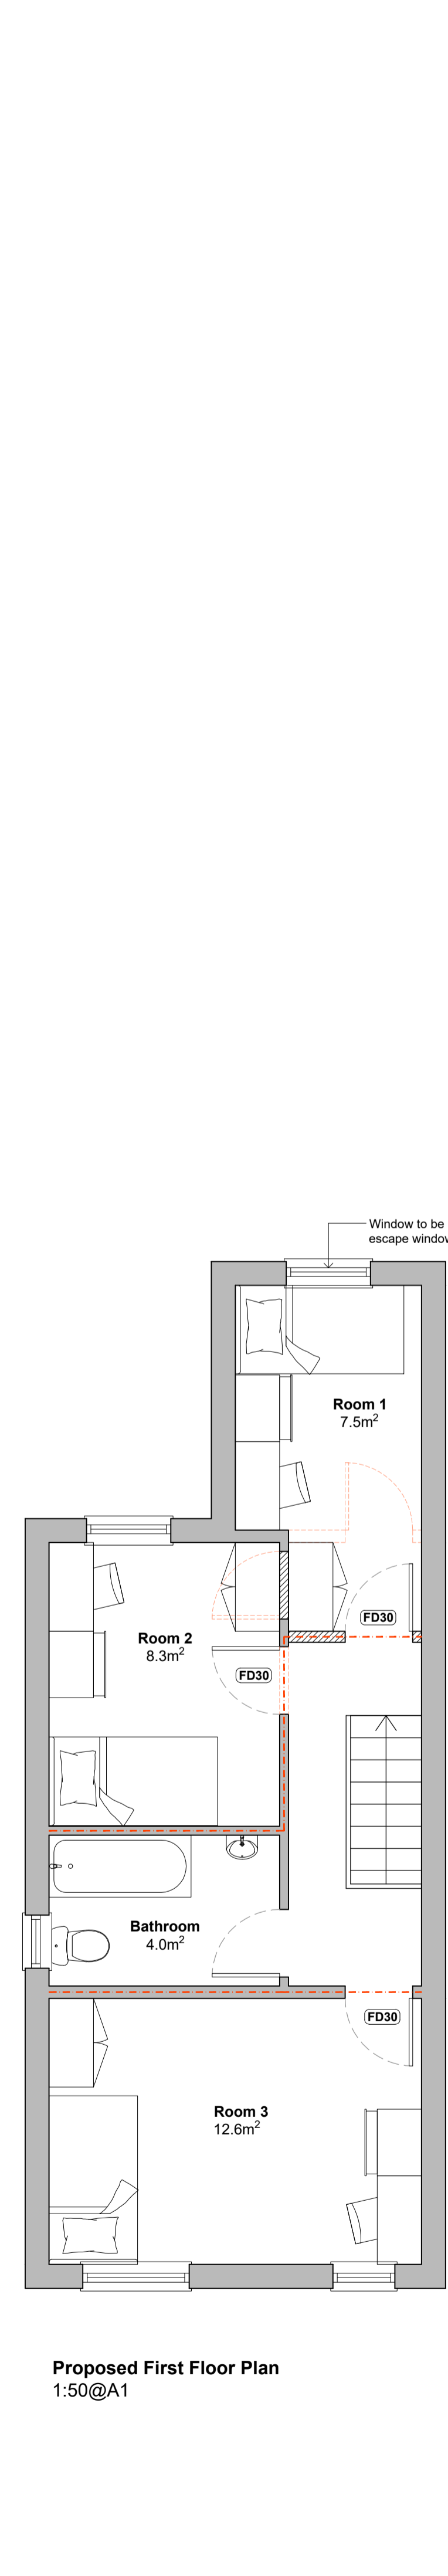 Window to be
escape window
Room 1
7.5m²
FD30
Room 2
8.3m²
FD30
Bathroom
4.0m²
FD30
Room 3
12.6m²
Proposed First Floor Plan
1:50@A1